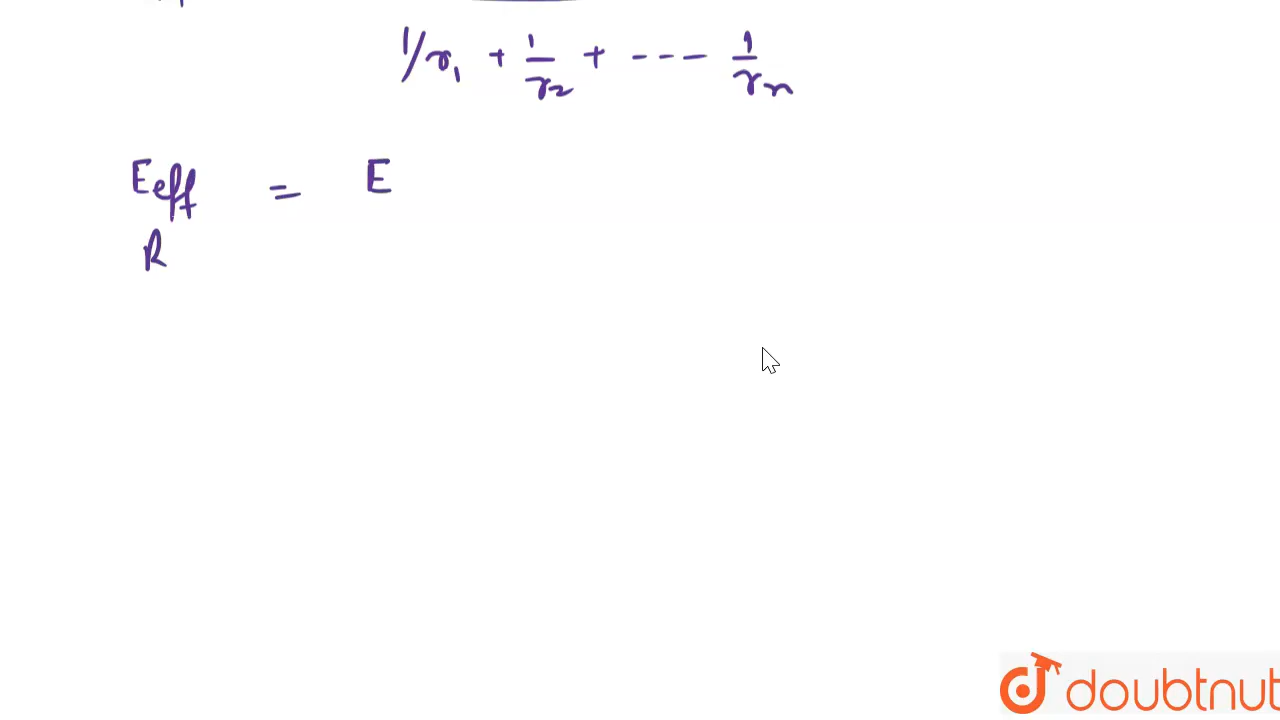 1/r₁ + 1/r₂ + ---- 1/rₙ
Eeff = E
R
doubtnut